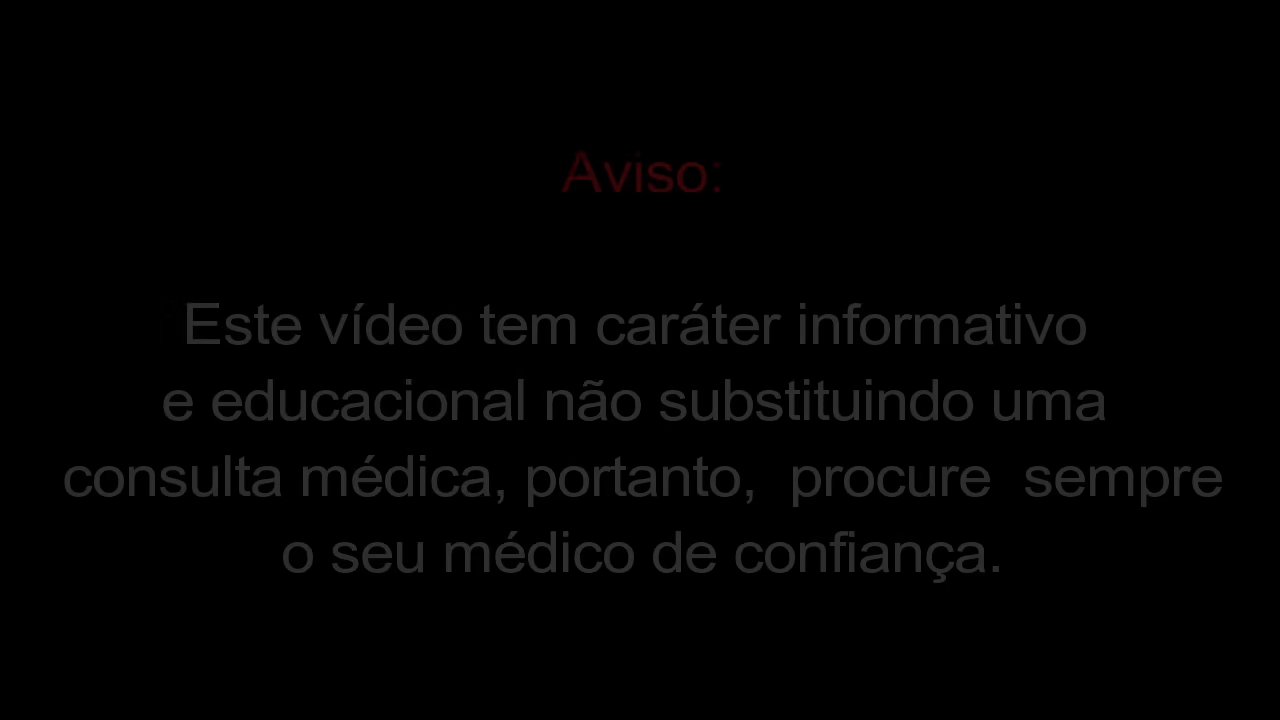 Aviso:
Este vídeo tem caráter informativo
e educacional não substituindo uma
consulta médica, portanto,  procure  sempre
o seu médico de confiança.